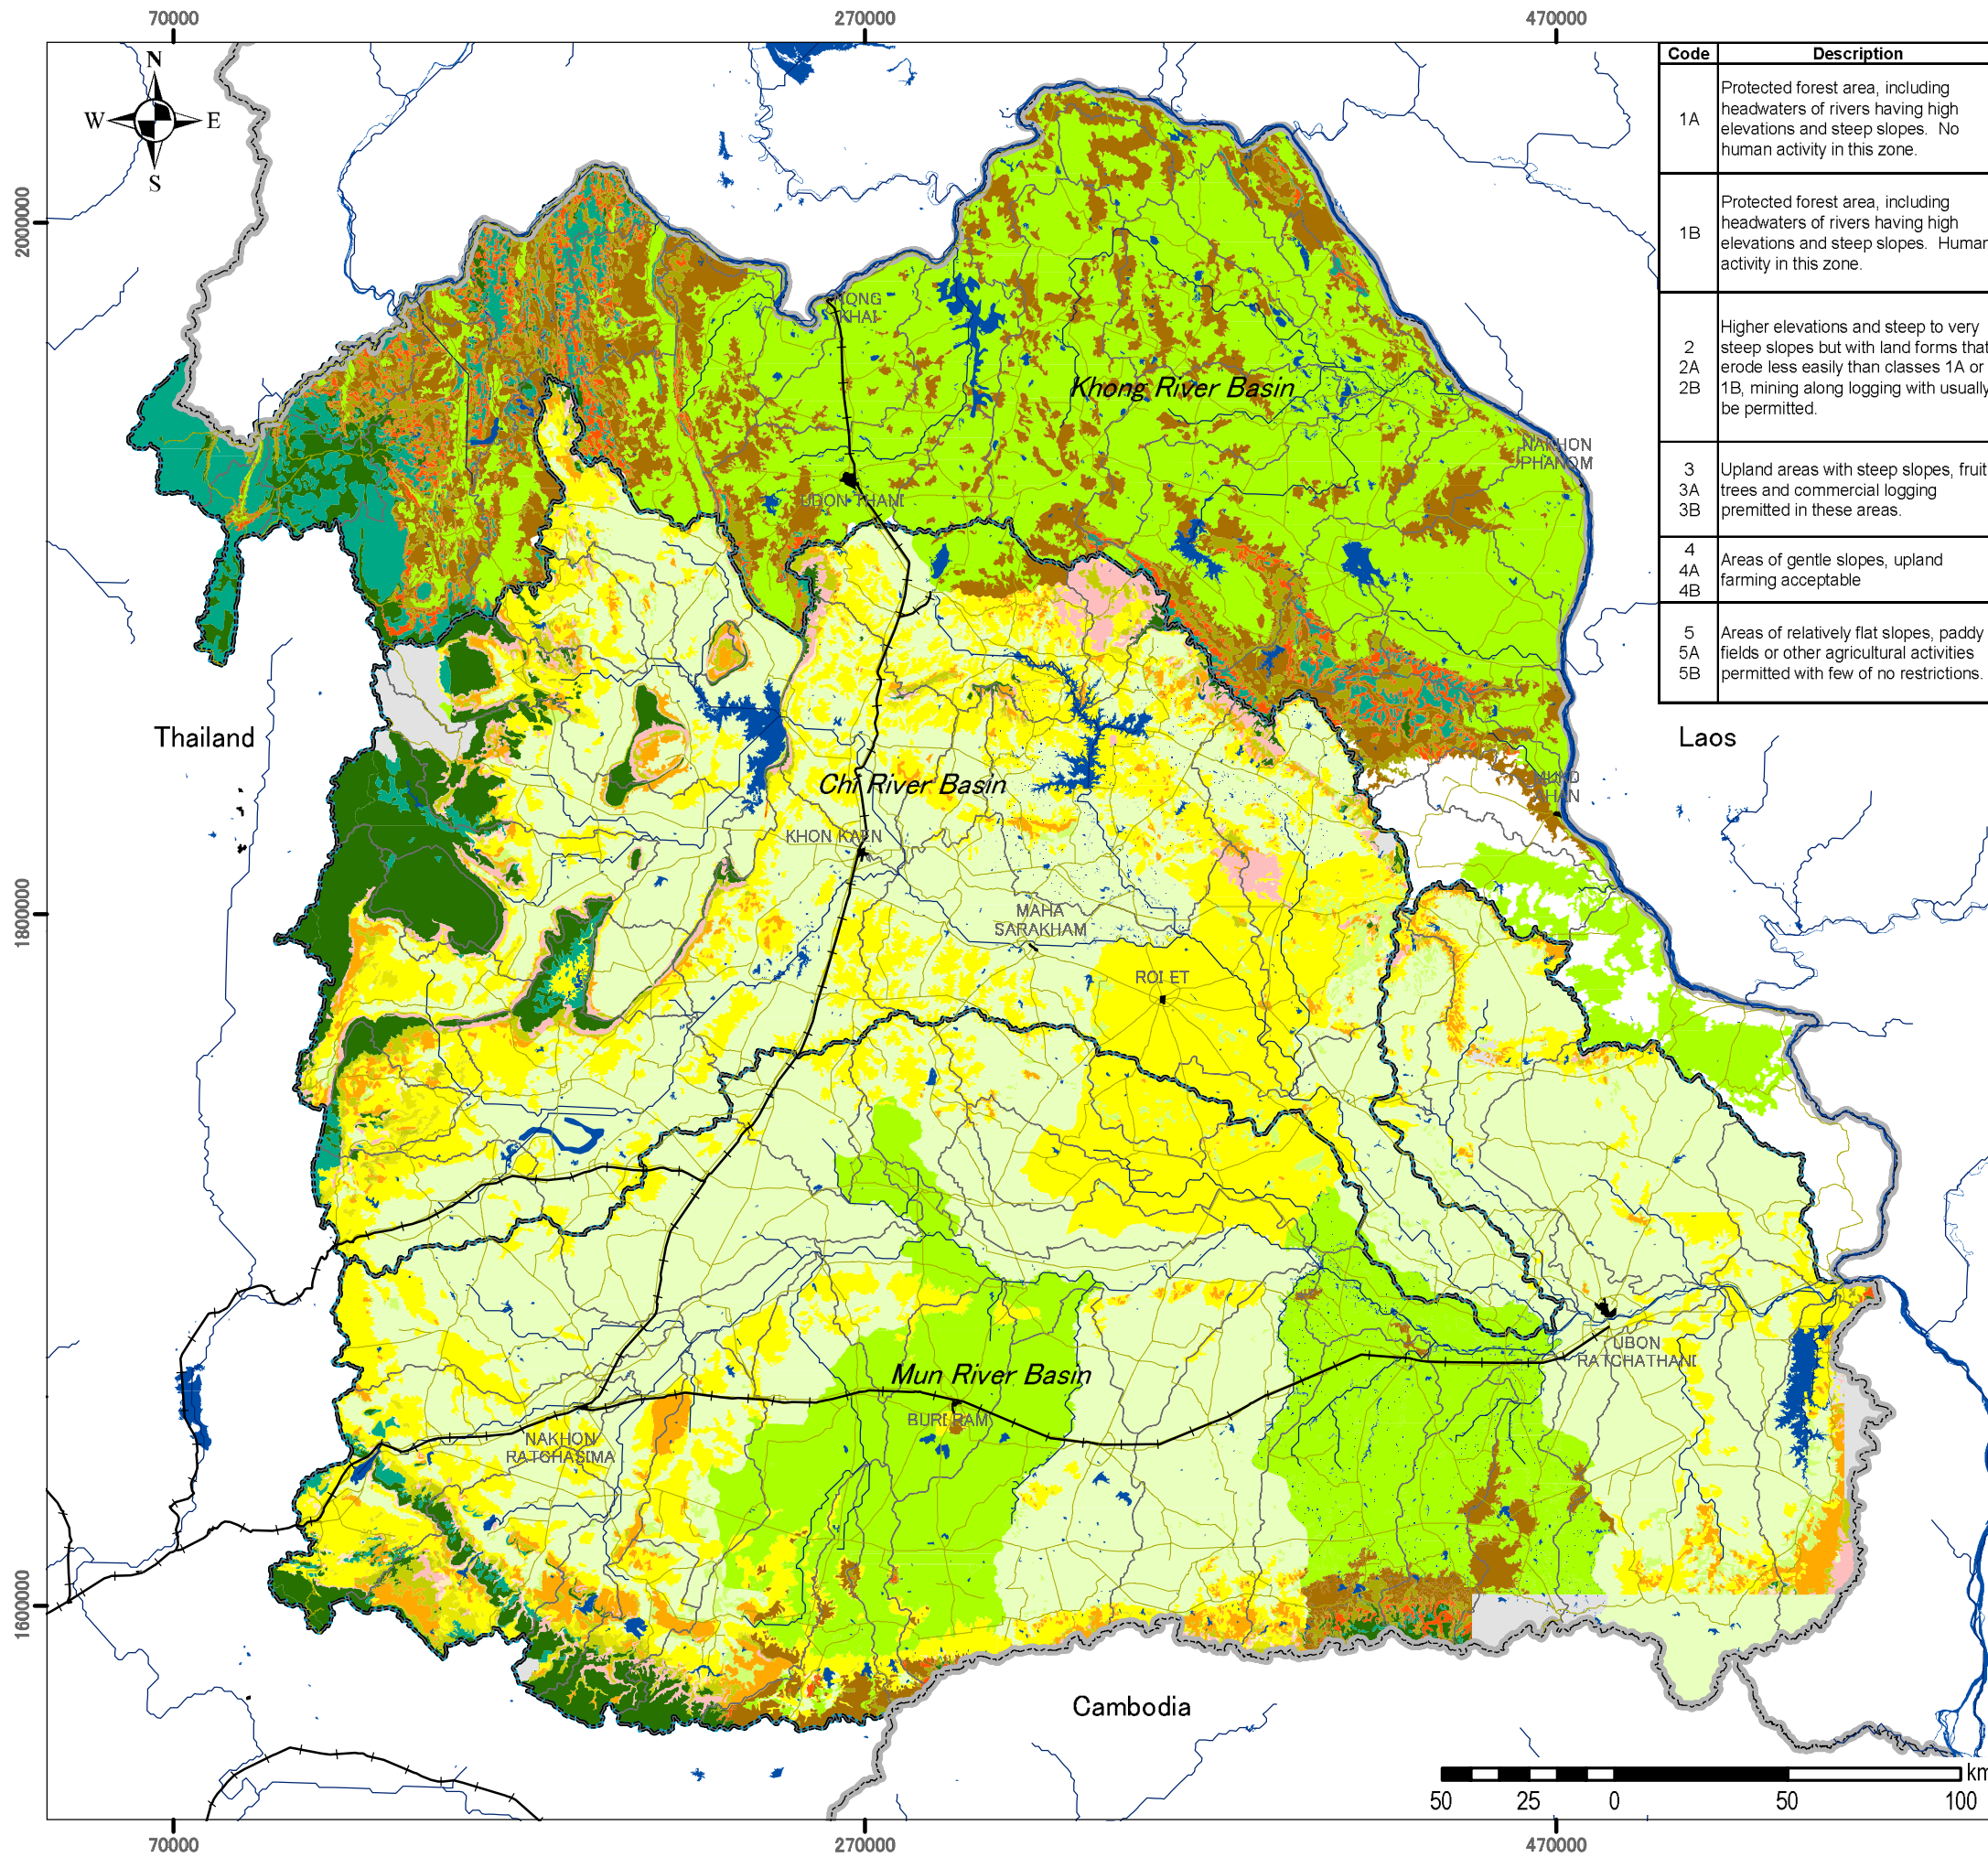 70000
270000
470000
N
W
E
S
2000000
1800000
1600000
Code
Description
1A
Protected forest area, including
headwaters of rivers having high
elevations and steep slopes. No
human activity in this zone.
1B
Protected forest area, including
headwaters of rivers having high
elevations and steep slopes. Human
activity in this zone.
2
2A
2B
Higher elevations and steep to very
steep slopes but with land forms that
erode less easily than classes 1A or
1B, mining along logging with usually
be permitted.
3
3A
3B
Upland areas with steep slopes, fruit
trees and commercial logging
premitted in these areas.
4
4A
4B
Areas of gentle slopes, upland
farming acceptable
5
5A
5B
Areas of relatively flat slopes, paddy
fields or other agricultural activities
permitted with few of no restrictions.
KHAI
Khong River Basin
NAKHON
PHANOM
UDON THANI
Thailand
Laos
Chi River Basin
KHON KAEN
MAHA
SARAKHAM
ROI ET
Mun River Basin
UBON
RATCHATHANI
BURI RAM
NAKHON
RATCHASIMA
Cambodia
km
50
25
0
50
100
70000
270000
470000